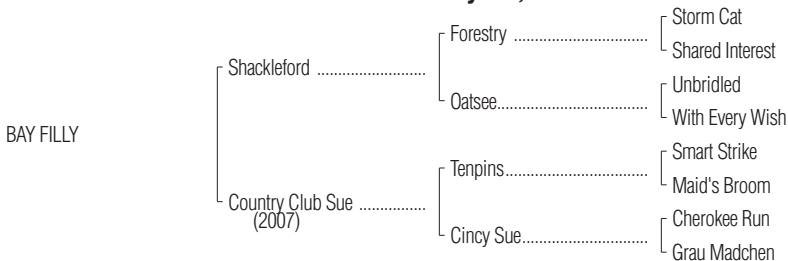 Storm Cat
Forestry ................................
Shared Interest
Shackleford ..........................
Unbridled
Oatsee....................................
With Every Wish
BAY FILLY
Smart Strike
Tenpins..................................
Maid's Broom
Country Club Sue ................
(2007)
Cherokee Run
Cincy Sue..............................
Grau Madchen